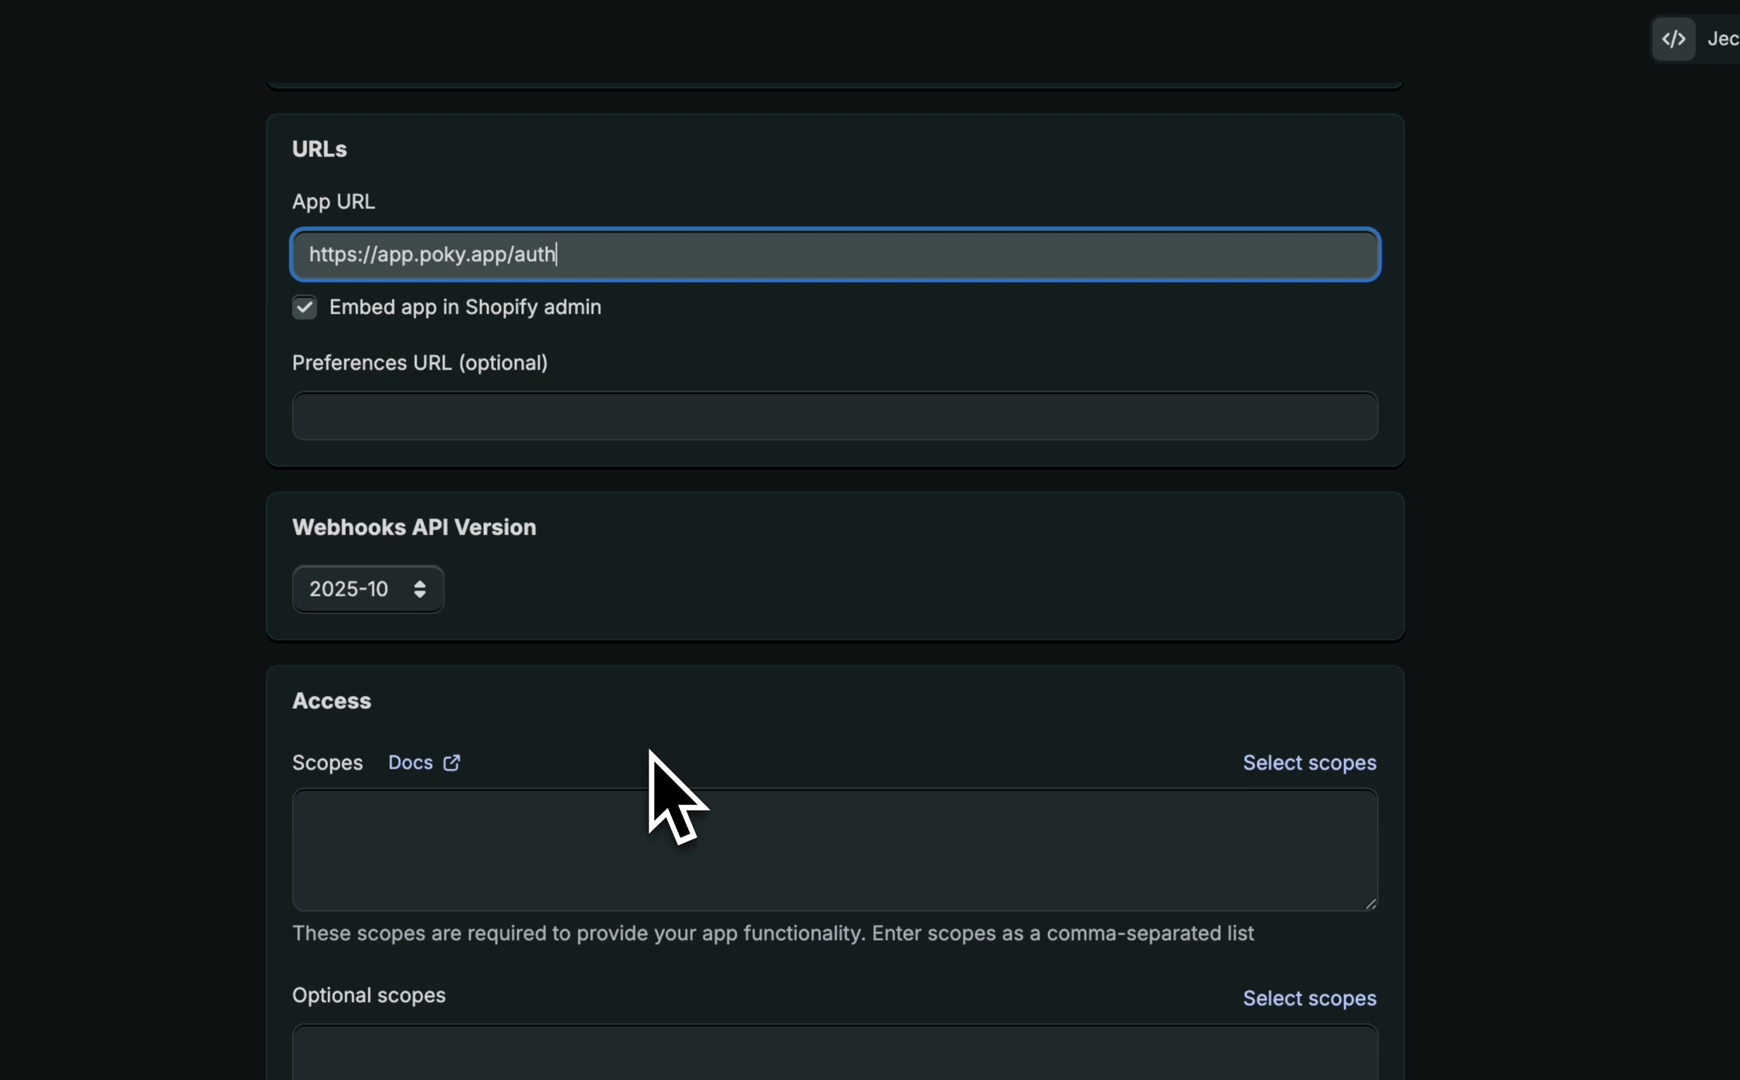 Jec
URLs
App URL
https://app.poky.app/auth
Embed app in Shopify admin
Preferences URL (optional)
Webhooks API Version
2025-10
Access
Scopes Docs Select scopes
These scopes are required to provide your app functionality. Enter scopes as a comma-separated list
Optional scopes Select scopes